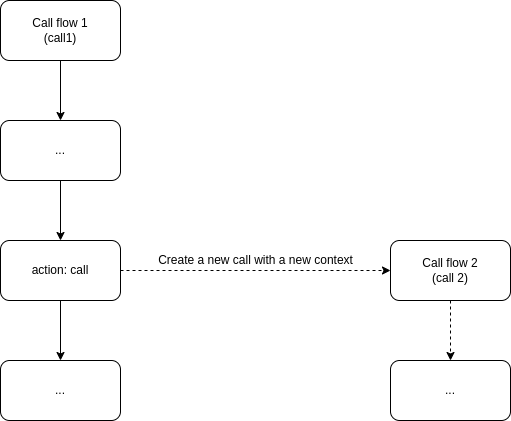 Call flow 1
(call1)
...
action: call
Create a new call with a new context
Call flow 2
(call 2)
...
...